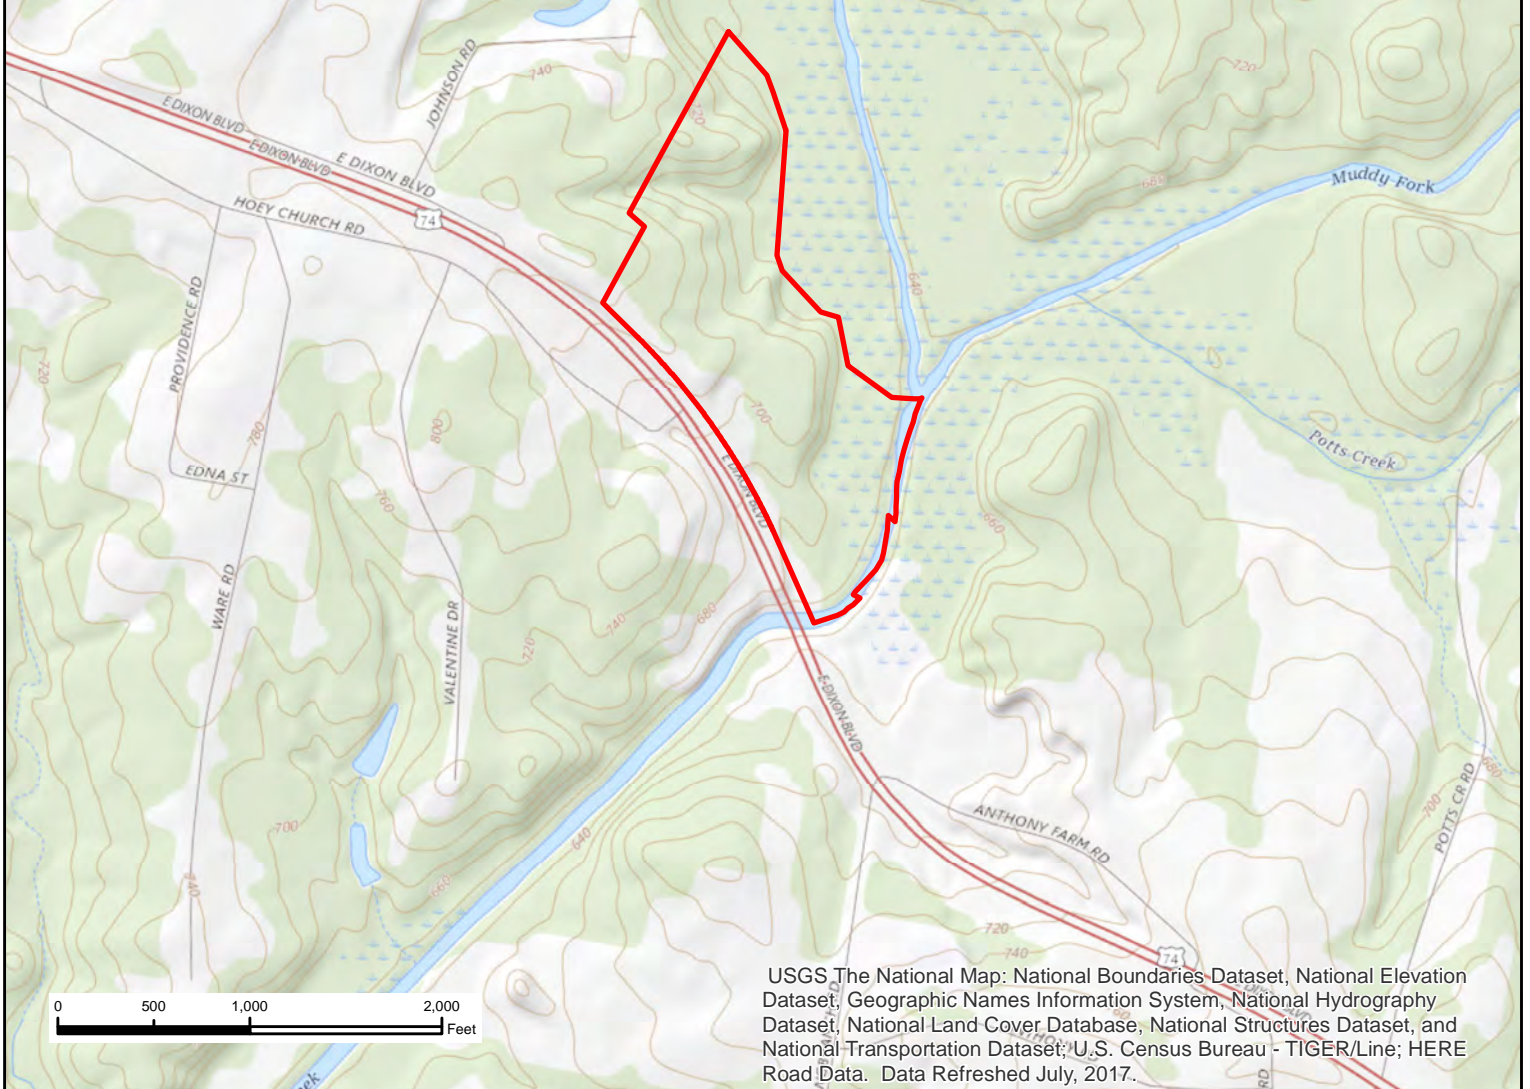 JOHNSON RD
740
720
720
E DIXON BLVD
E DIXON BLVD
E DIXON BLVD
680
Muddy Fork
HOEY CHURCH RD
74
640
PROVIDENCE RD
720
700
780
800
Potts Creek
EDNA ST
760
E DIXON BLVD
660
WARE RD
VALENTINE DR
740
720
680
E DIXON BLVD
680
700
POTTS CR RD
ANTHONY FARM RD
700
640
740
660
720
740
74
USGS The National Map: National Boundaries Dataset, National Elevation
Dataset, Geographic Names Information System, National Hydrography
Dataset, National Land Cover Database, National Structures Dataset, and
National Transportation Dataset; U.S. Census Bureau - TIGER/Line; HERE
Road Data. Data Refreshed July, 2017.
0 500 1,000 2,000
Feet
760
RD